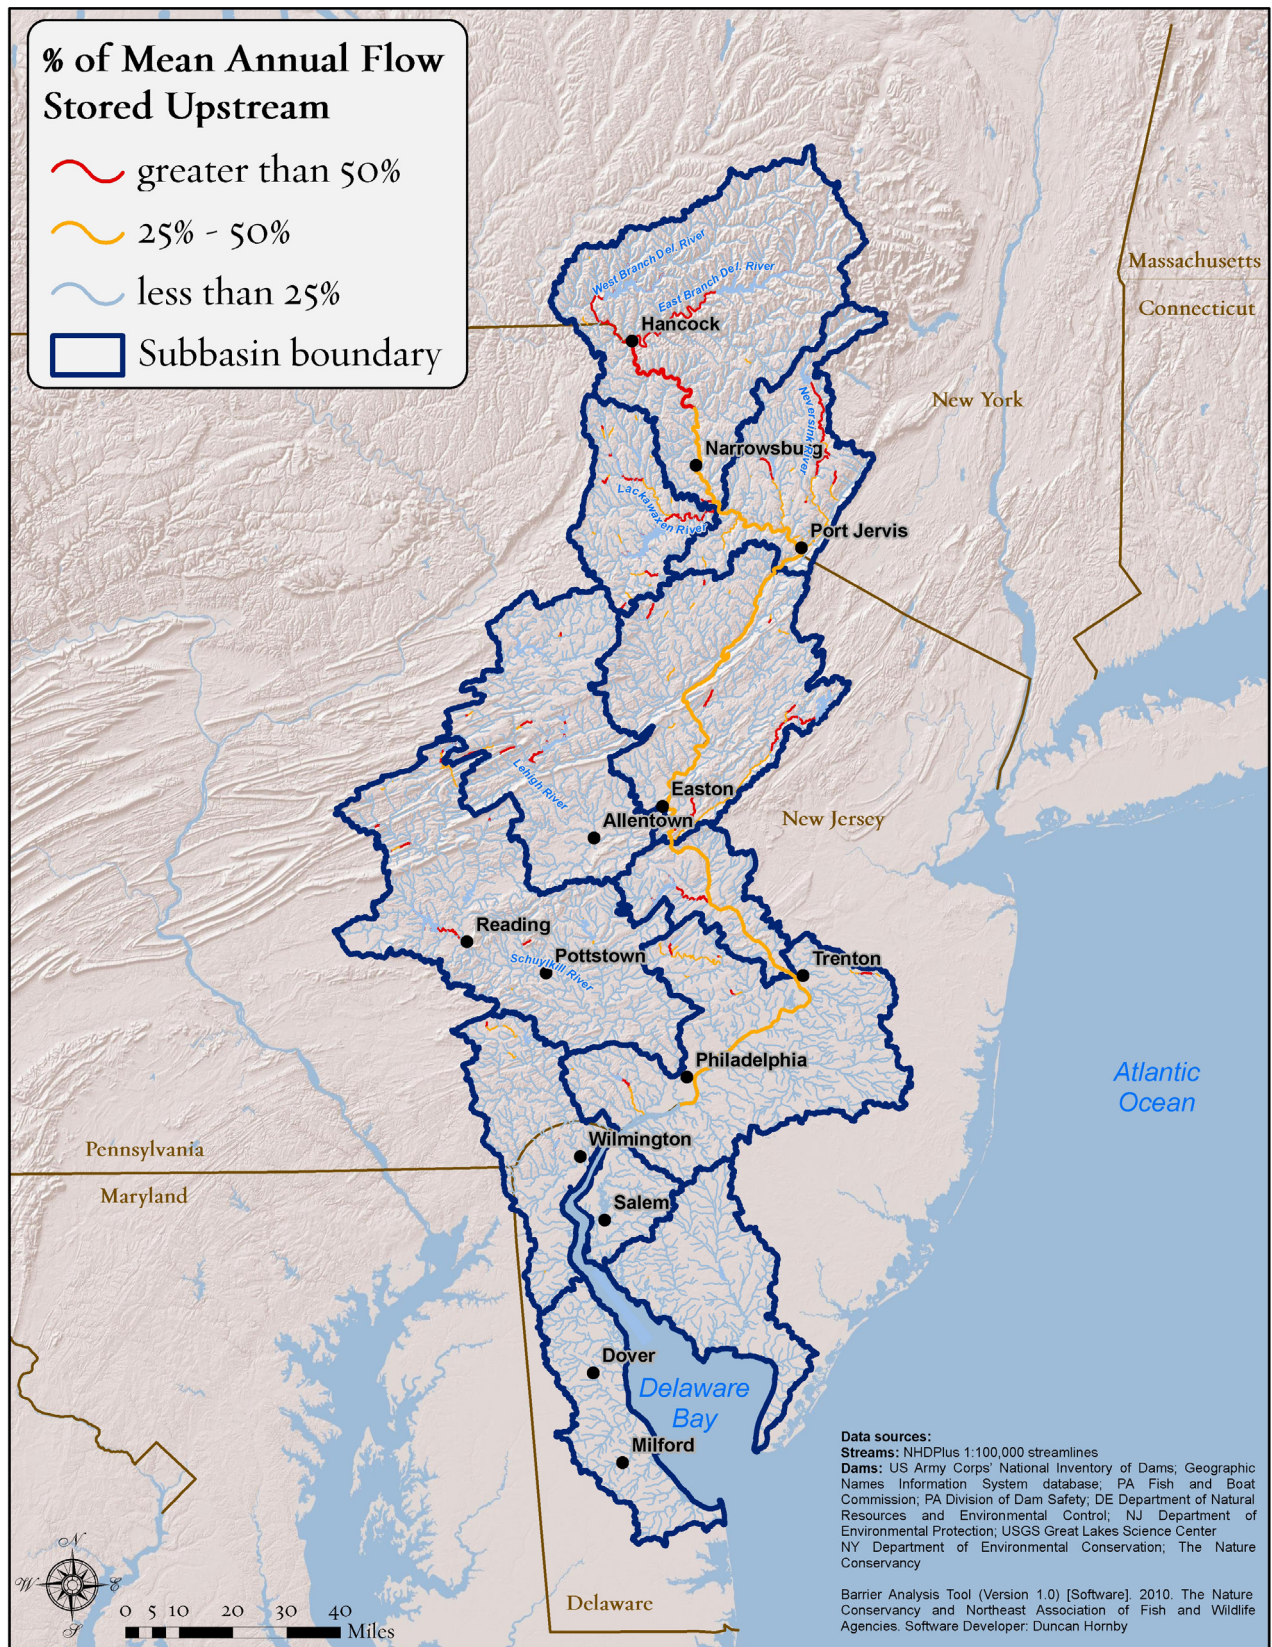 % of Mean Annual Flow
Stored Upstream
greater than 50%
25% - 50%
less than 25%
Subbasin boundary
West Branch Del. River
East Branch Del. River
Hancock
Massachusetts
Connecticut
New York
Neversink River
Narrowsburg
Lackawaxen River
Port Jervis
Lehigh River
Easton
Allentown
New Jersey
Reading
Pottstown
Schuylkill River
Trenton
Philadelphia
Atlantic
Ocean
Pennsylvania
Maryland
Wilmington
Salem
Dover
Delaware
Bay
Milford
Delaware
Data sources:
Streams: NHDPlus 1:100,000 streamlines
Dams: US Army Corps' National Inventory of Dams; Geographic
Names Information System database; PA Fish and Boat
Commission; PA Division of Dam Safety; DE Department of Natural
Resources and Environmental Control; NJ Department of
Environmental Protection; USGS Great Lakes Science Center
NY Department of Environmental Conservation; The Nature
Conservancy
Barrier Analysis Tool (Version 1.0) [Software]. 2010. The Nature
Conservancy and Northeast Association of Fish and Wildlife
Agencies. Software Developer: Duncan Hornby
N
W E
S
0 5 10 20 30 40
Miles